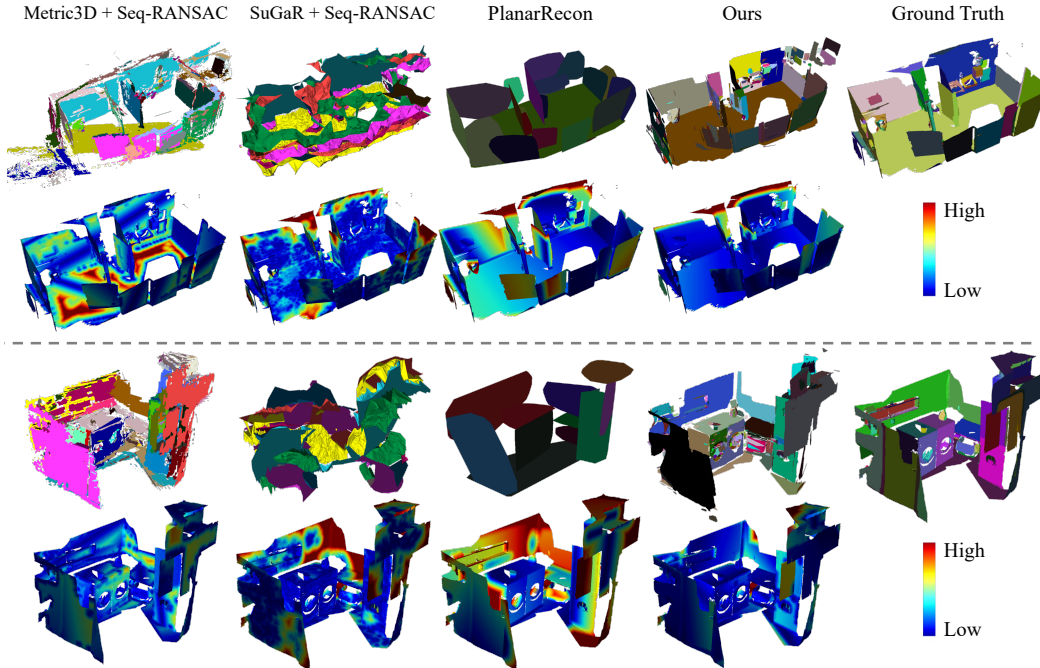 Metric3D + Seq-RANSAC SuGaR + Seq-RANSAC PlanarRecon Ours Ground Truth
High
Low
High
Low